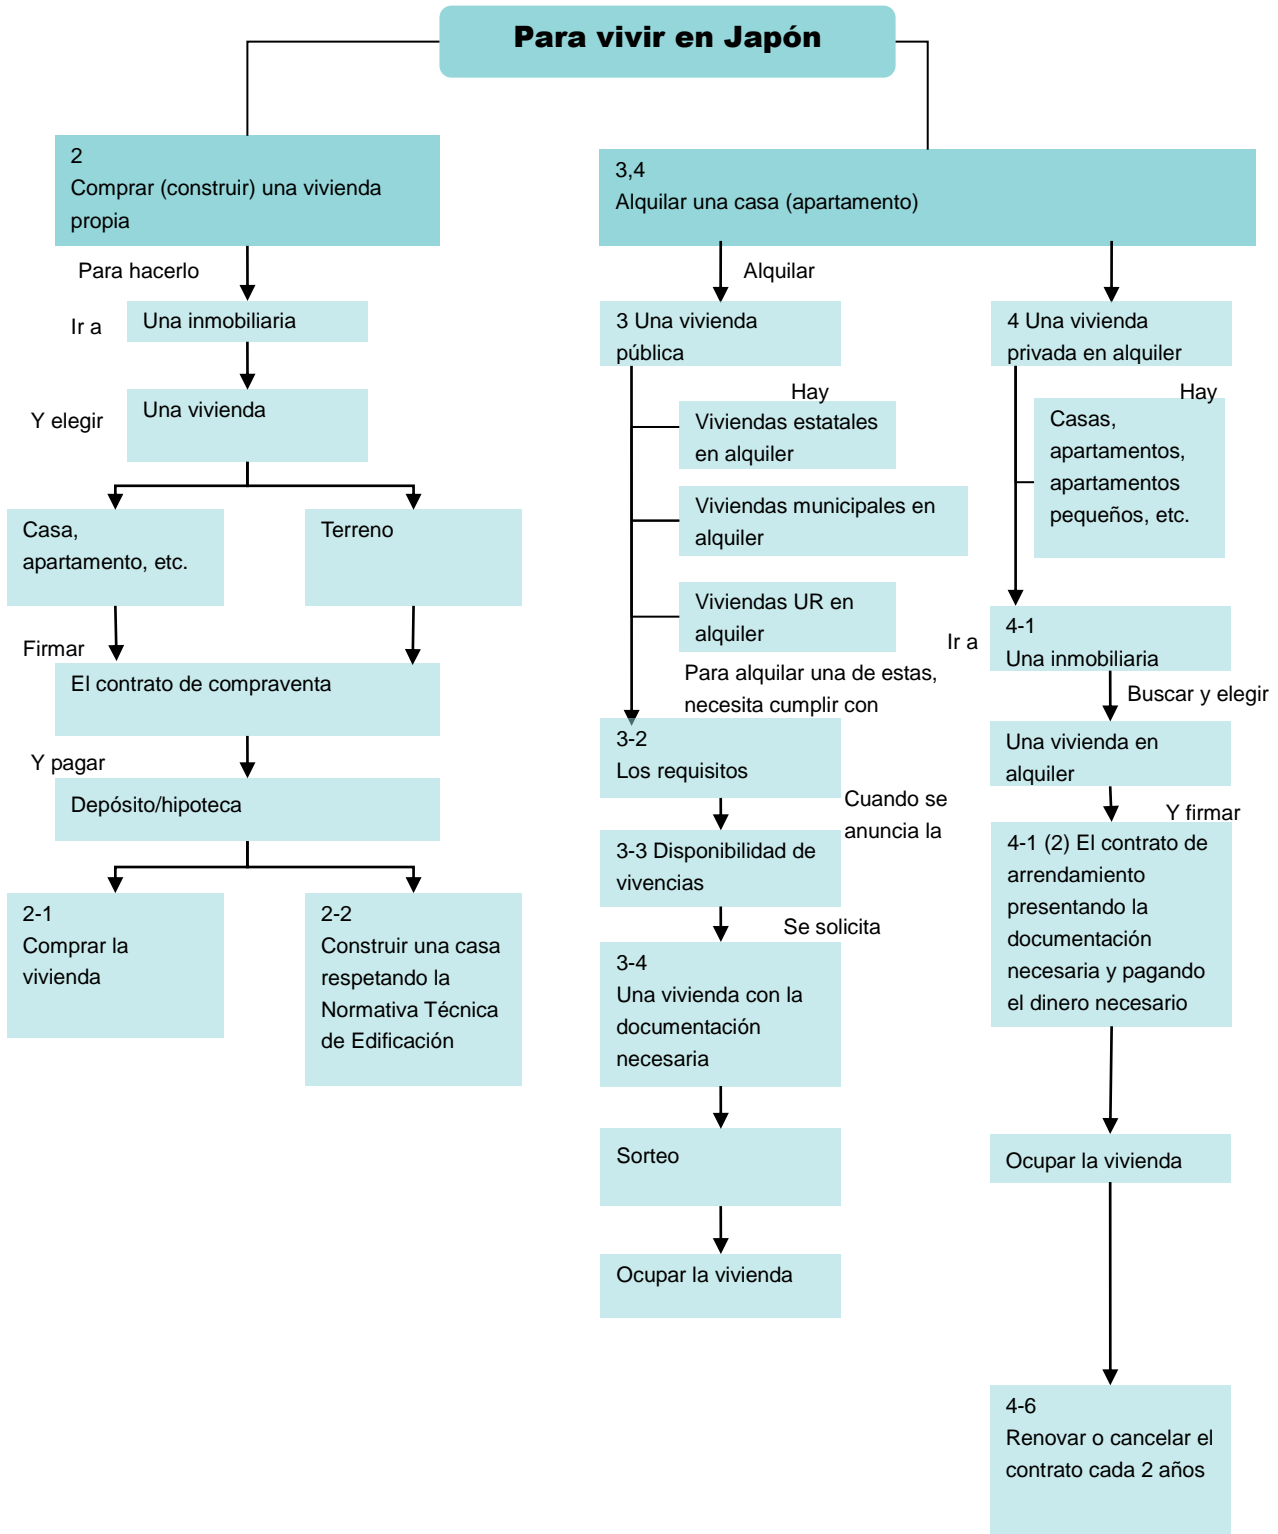 Para vivir en Japón
2
Comprar (construir) una vivienda
propia
Para hacerlo
Ir a
Una inmobiliaria
Y elegir
Una vivienda
Casa,
apartamento, etc.
Terreno
Firmar
El contrato de compraventa
Y pagar
Depósito/hipoteca
2-1
Comprar la
vivienda
2-2
Construir una casa
respetando la
Normativa Técnica
de Edificación
3,4
Alquilar una casa (apartamento)
Alquilar
3 Una vivienda
pública
Hay
Viviendas estatales
en alquiler
Viviendas municipales en
alquiler
Viviendas UR en
alquiler
Para alquilar una de estas,
necesita cumplir con
3-2
Los requisitos
Cuando se
anuncia la
3-3 Disponibilidad de
vivencias
Se solicita
3-4
Una vivienda con la
documentación
necesaria
Sorteo
Ocupar la vivienda
4 Una vivienda
privada en alquiler
Hay
Casas,
apartamentos,
apartamentos
pequeños, etc.
Ir a
4-1
Una inmobiliaria
Buscar y elegir
Una vivienda en
alquiler
Y firmar
4-1 (2) El contrato de
arrendamiento
presentando la
documentación
necesaria y pagando
el dinero necesario
Ocupar la vivienda
4-6
Renovar o cancelar el
contrato cada 2 años